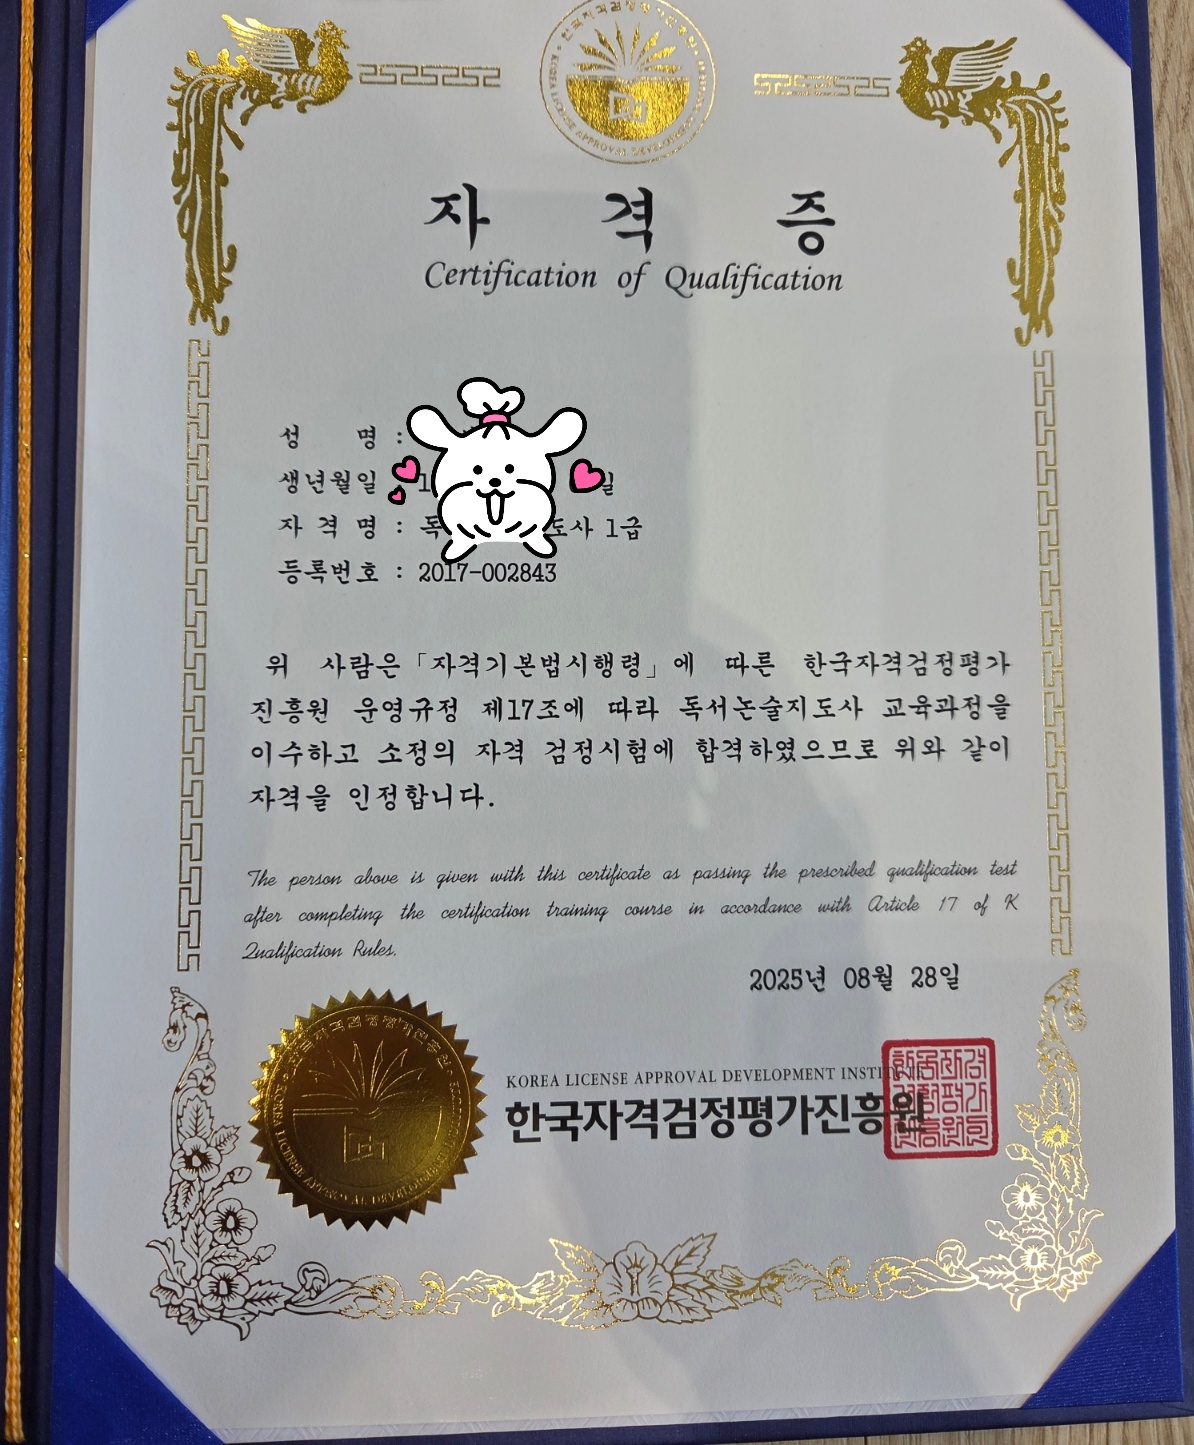 자 격 증
Certification of Qualification
성 명 :
생년월일 : 일
자 격 명 : 독 도사 1급
등록번호 : 2017-002843
위 사람은 「자격기본법시행령」에 따른 한국자격검정평가
진흥원 운영규정 제17조에 따라 독서논술지도사 교육과정을
이수하고 소정의 자격 검정시험에 합격하였으므로 위와 같이
자격을 인정합니다.
The person above is given with this certificate as passing the prescribed qualification test
after completing the certification training course in accordance with Article 17 of K
Qualification Rules.
2025년 08월 28일
KOREA LICENSE APPROVAL DEVELOPMENT INSTITUTE
한국자격검정평가진흥원